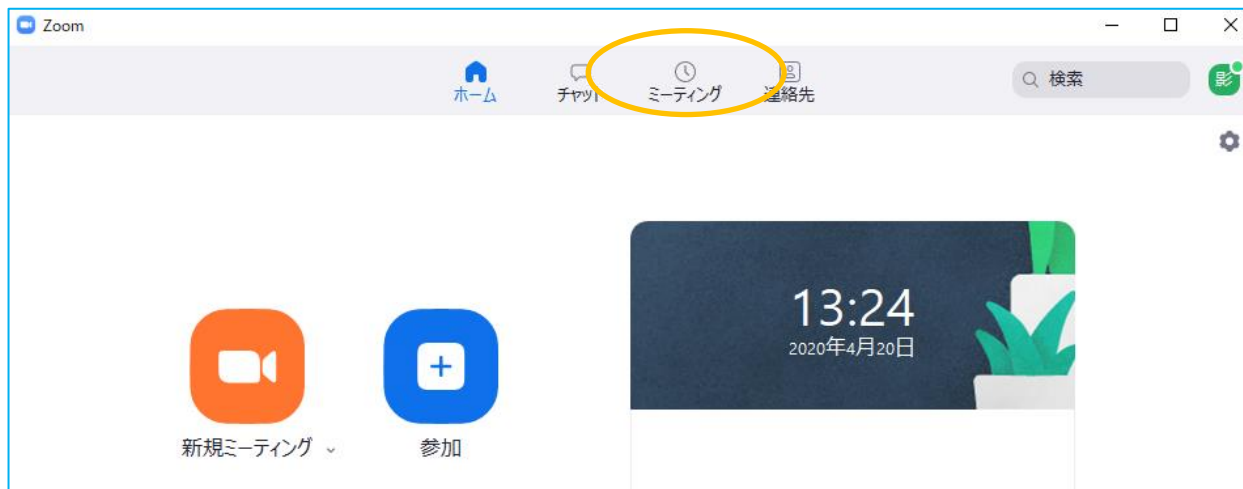 Zoom
ホーム
チャット
ミーティング
連絡先
検索
影
13:24
2020年4月20日
新規ミーティング
参加